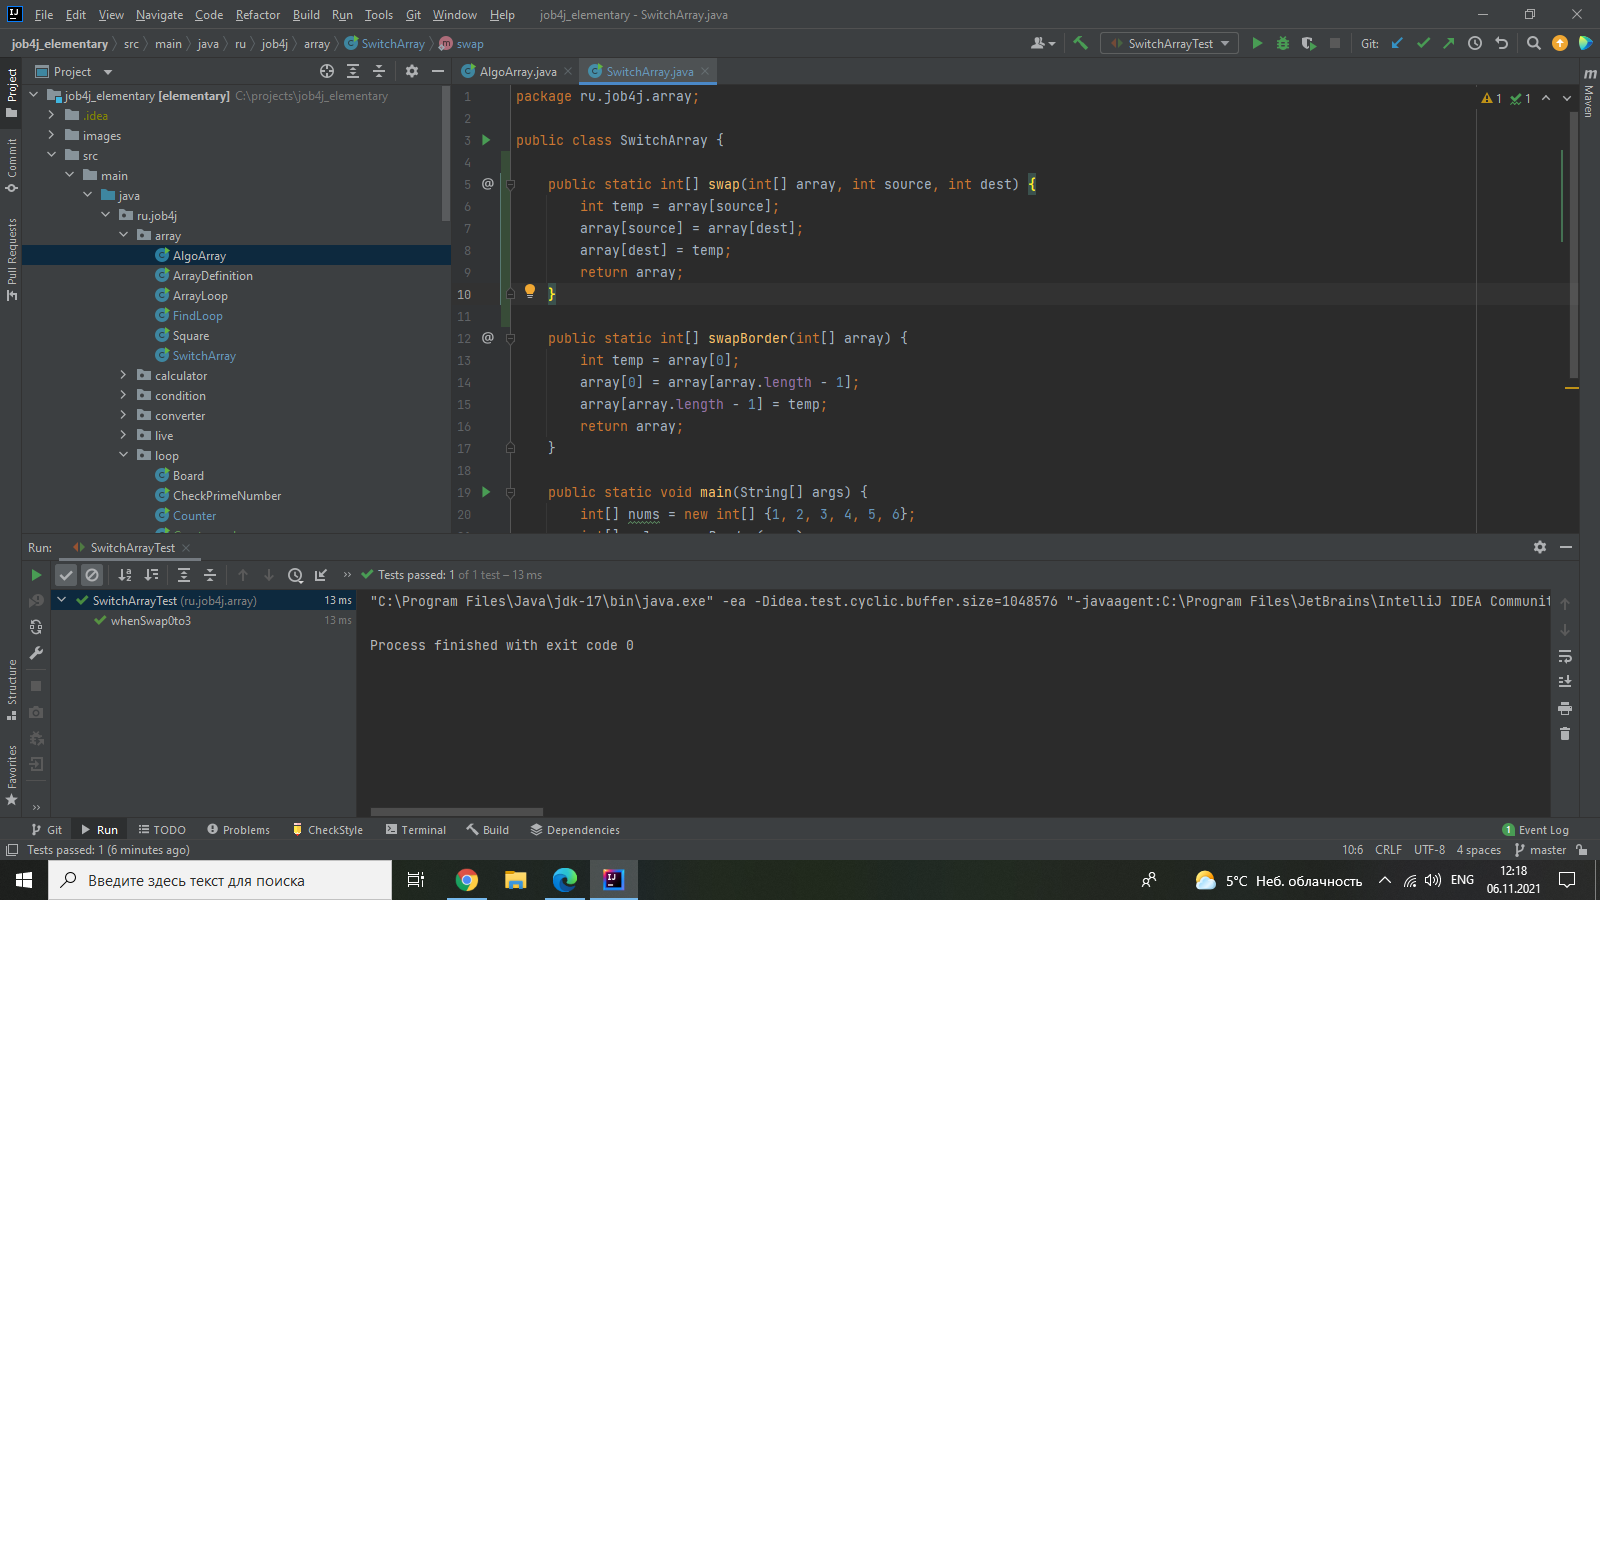 File Edit View Navigate Code Refactor Build Run Tools Git Window Help job4j_elementary - SwitchArray.java
job4j_elementary src main java ru job4j array SwitchArray swap SwitchArrayTest Git:
Project
AlgoArray.java SwitchArray.java
job4j_elementary [elementary] C:\projects\job4j_elementary
.idea
images
src
main
java
ru.job4j
array
AlgoArray
ArrayDefinition
ArrayLoop
FindLoop
Square
SwitchArray
calculator
condition
converter
live
loop
Board
CheckPrimeNumber
Counter
1 package ru.job4j.array;
2
3 public class SwitchArray {
4
5 @ public static int[] swap(int[] array, int source, int dest) {
6 int temp = array[source];
7 array[source] = array[dest];
8 array[dest] = temp;
9 return array;
10 }
11
12 @ public static int[] swapBorder(int[] array) {
13 int temp = array[0];
14 array[0] = array[array.length - 1];
15 array[array.length - 1] = temp;
16 return array;
17 }
18
19 public static void main(String[] args) {
20 int[] nums = new int[] {1, 2, 3, 4, 5, 6};
1 1
Project
Commit
Pull Requests
Structure
Favorites
m Maven
Run: SwitchArrayTest
Tests passed: 1 of 1 test – 13 ms
SwitchArrayTest (ru.job4j.array) 13 ms
whenSwap0to3 13 ms
"C:\Program Files\Java\jdk-17\bin\java.exe" -ea -Didea.test.cyclic.buffer.size=1048576 "-javaagent:C:\Program Files\JetBrains\IntelliJ IDEA Communit
Process finished with exit code 0
Git Run TODO Problems CheckStyle Terminal Build Dependencies 1 Event Log
Tests passed: 1 (6 minutes ago) 10:6 CRLF UTF-8 4 spaces master
Введите здесь текст для поиска 5°C Неб. облачность ENG 12:18
06.11.2021